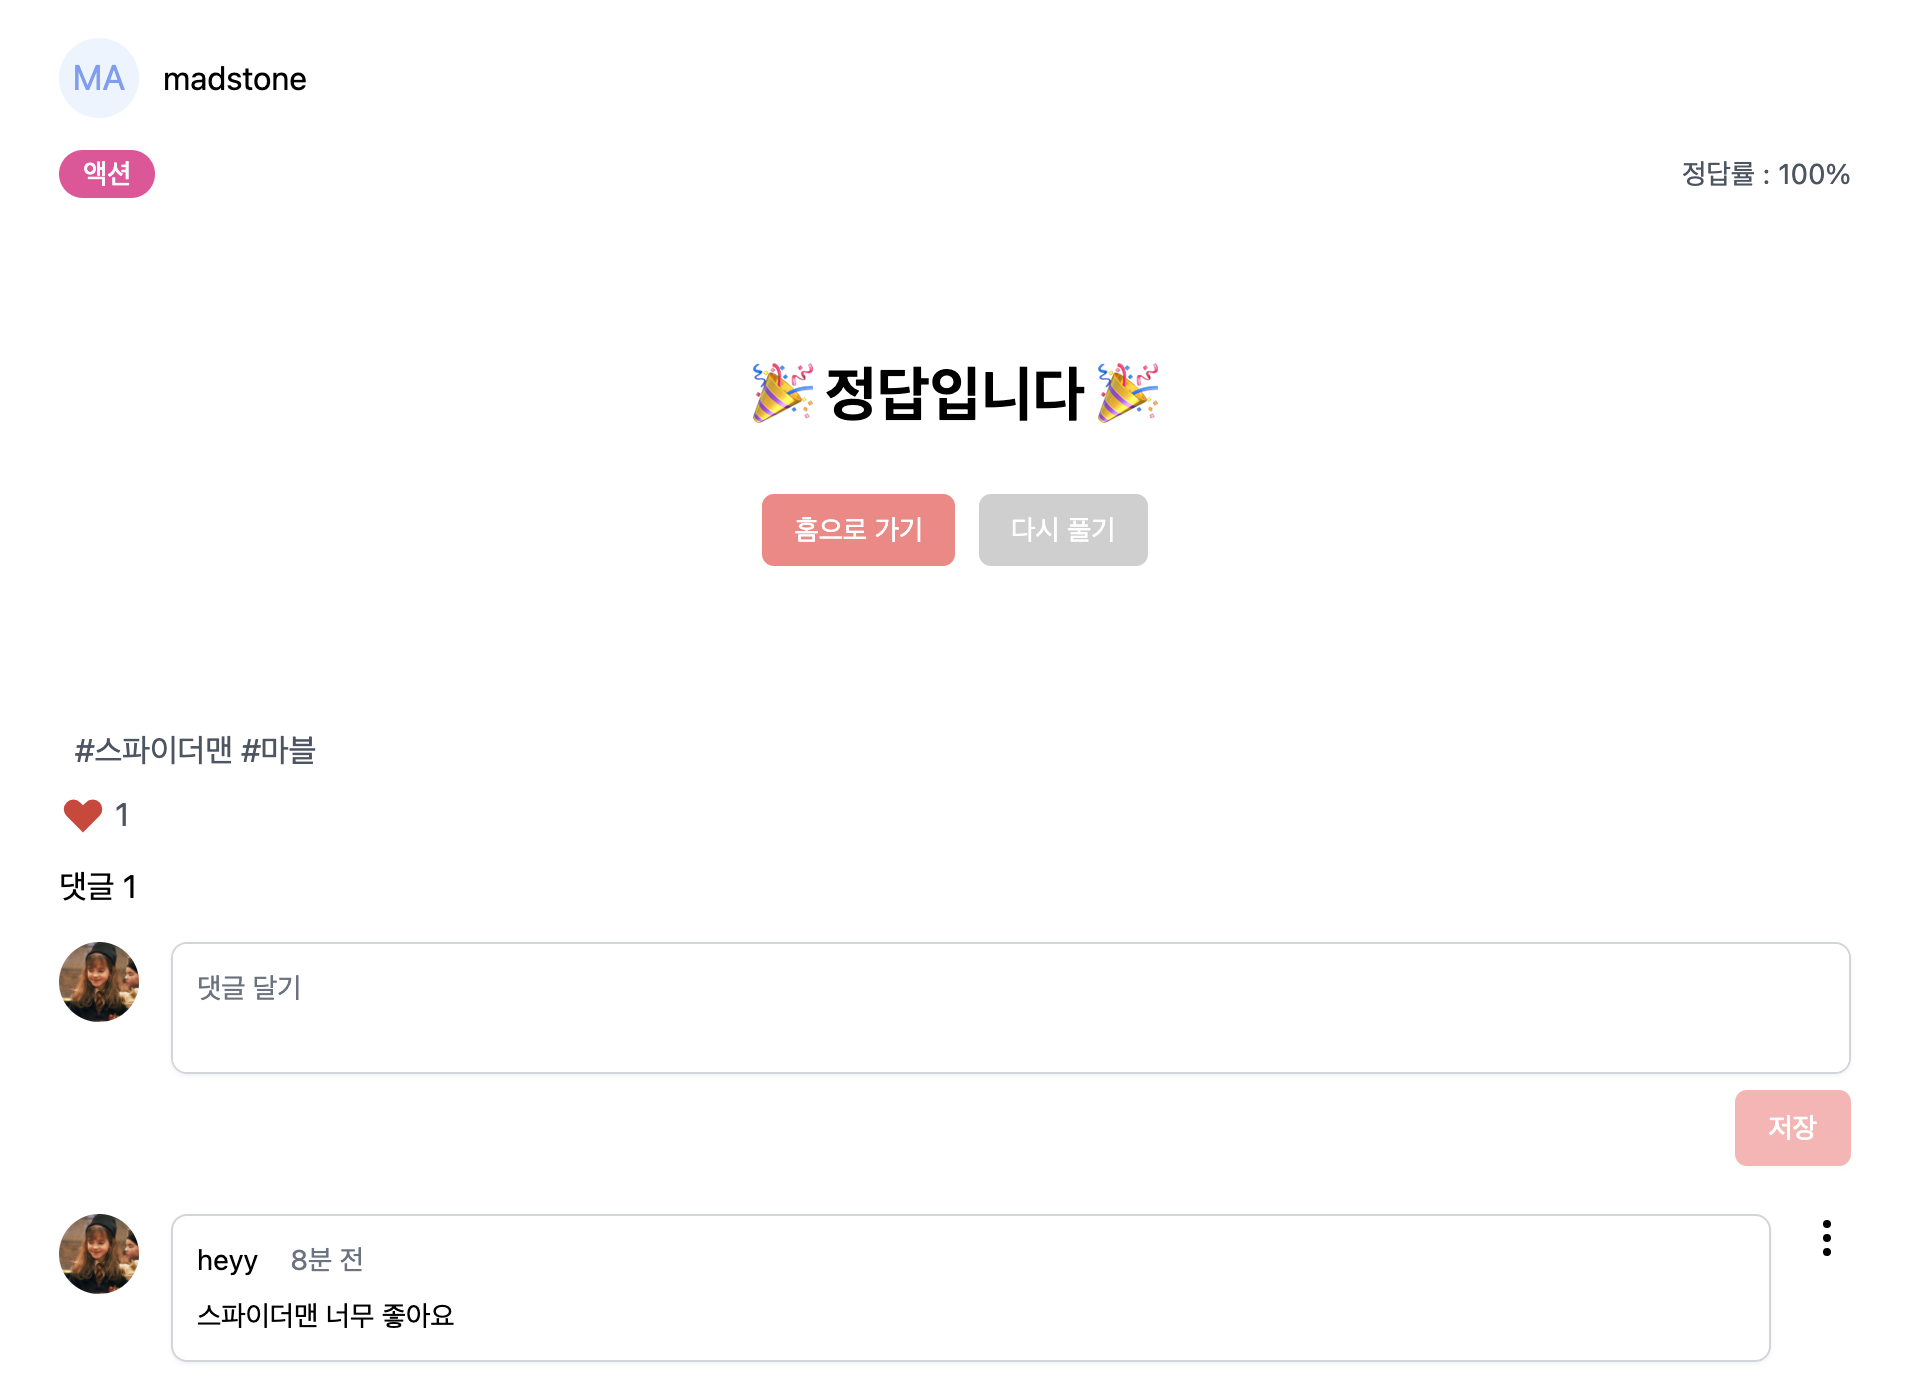 MA madstone
액션
정답률 : 100%
🎉 정답입니다 🎉
홈으로 가기 다시 풀기
#스파이더맨 #마블
1
댓글 1
댓글 달기
저장
heyy 8분 전
스파이더맨 너무 좋아요